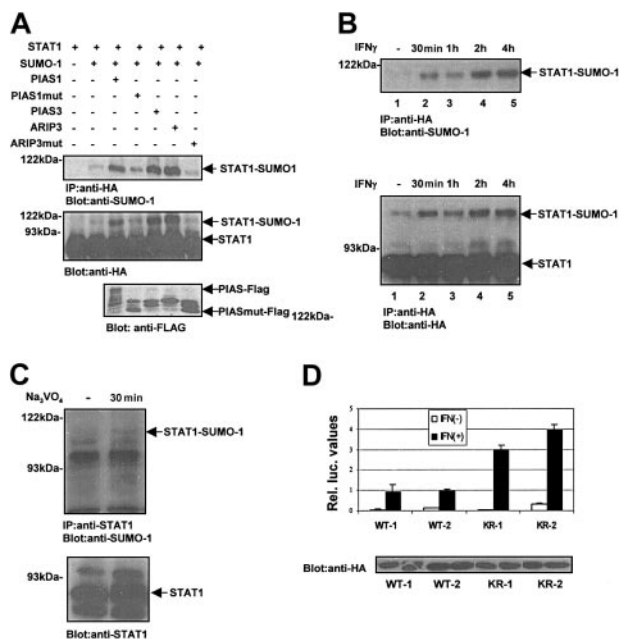 A
STAT1 + + + + + + + +
SUMO-1 - + + + + + + +
PIAS1 - - +
PIAS1mut - - +
PIAS3 - - +
ARIP3 - - +
ARIP3mut - - +
122kDa-
STAT1-SUMO1
IP:anti-HA
Blot:anti-SUMO-1
122kDa-
STAT1-SUMO-1
93kDa-
STAT1
Blot:anti-HA
PIAS-Flag
PIASmut-Flag
122kDa-
Blot: anti-FLAG
B
IFNγ - 30min 1h 2h 4h
122kDa-
STAT1-SUMO-1
1 2 3 4 5
IP:anti-HA
Blot:anti-SUMO-1
IFNγ - 30min 1h 2h 4h
STAT1-SUMO-1
93kDa-
STAT1
1 2 3 4 5
IP:anti-HA
Blot:anti-HA
C
Na₃VO₄ - 30 min
122kDa-
STAT1-SUMO-1
93kDa-
IP:anti-STAT1
Blot:anti-SUMO-1
93kDa-
STAT1
Blot:anti-STAT1
D
Rel. luc. values
5
4
3
2
1
0
IFN(-)
IFN(+)
WT-1 WT-2 KR-1 KR-2
Blot:anti-HA
WT-1 WT-2 KR-1 KR-2